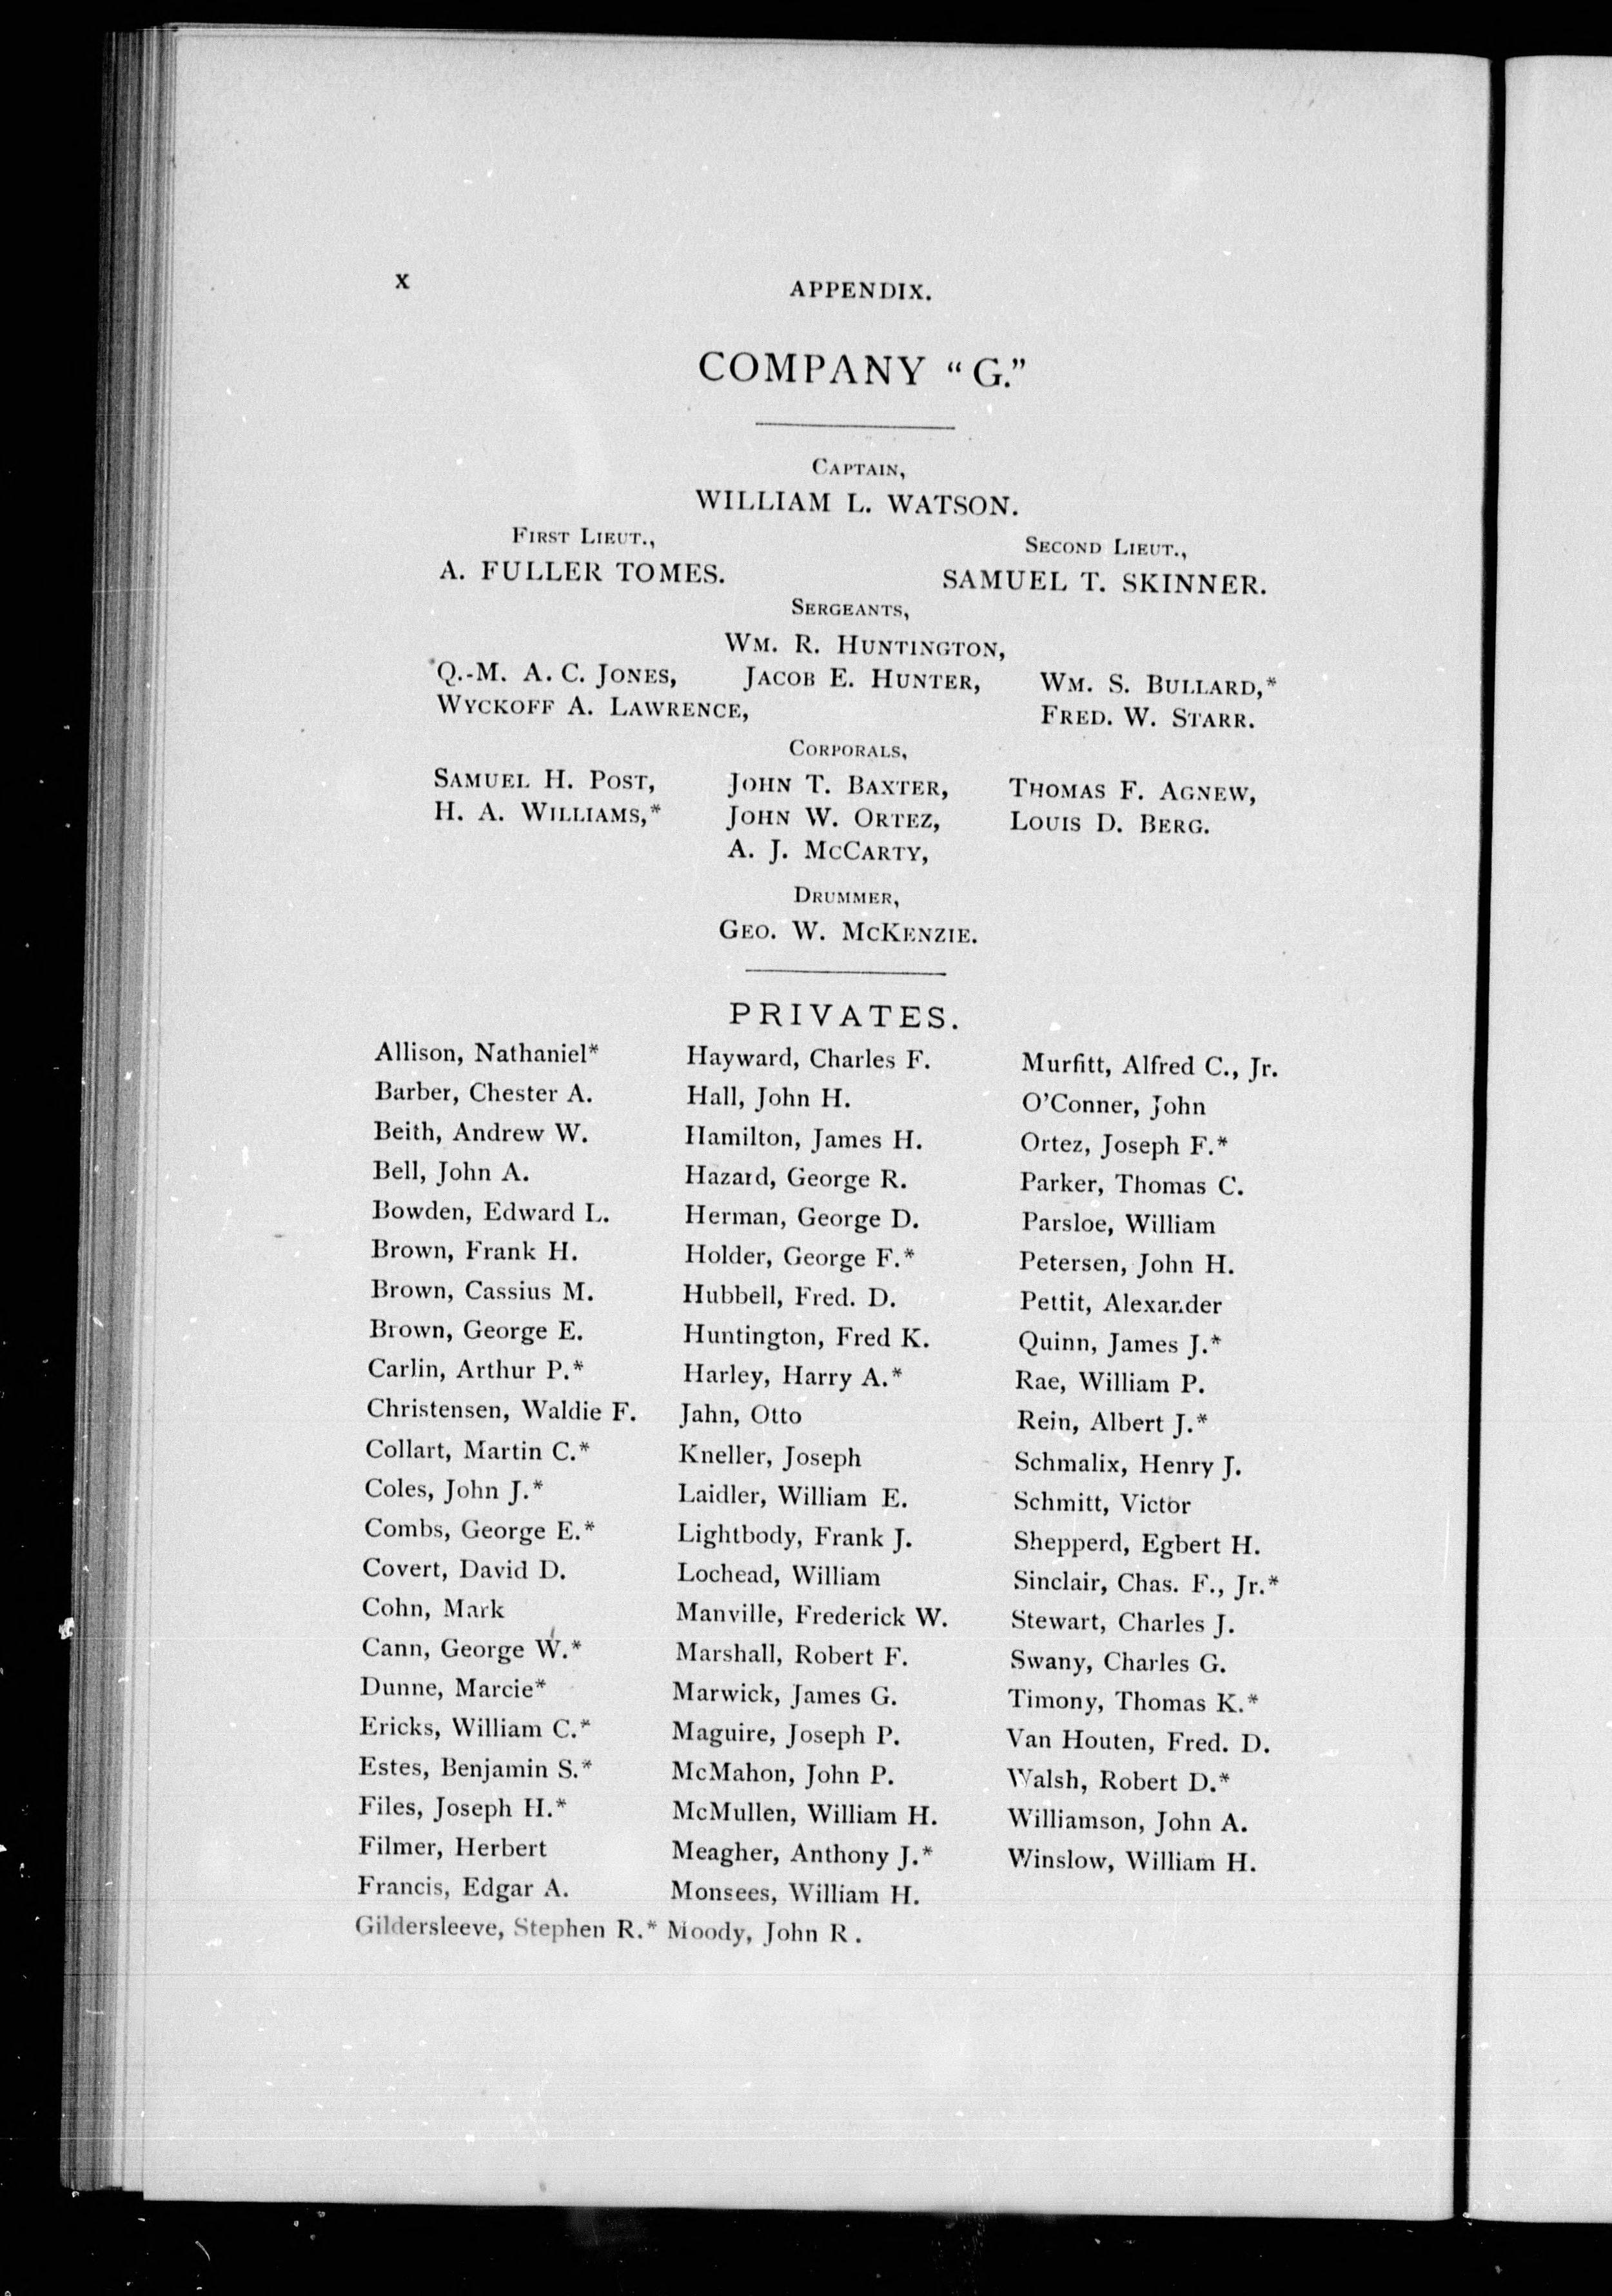 x
APPENDIX.
COMPANY "G."
CAPTAIN,
WILLIAM L. WATSON.
FIRST LIEUT.,
A. FULLER TOMES.
SECOND LIEUT.,
SAMUEL T. SKINNER.
SERGEANTS,
WM. R. HUNTINGTON,
Q.-M. A. C. JONES, JACOB E. HUNTER, WM. S. BULLARD,*
WYCKOFF A. LAWRENCE, FRED. W. STARR.
CORPORALS,
SAMUEL H. POST, JOHN T. BAXTER, THOMAS F. AGNEW,
H. A. WILLIAMS,* JOHN W. ORTEZ, LOUIS D. BERG.
A. J. MCCARTY,
DRUMMER,
GEO. W. MCKENZIE.
PRIVATES.
Allison, Nathaniel*
Barber, Chester A.
Beith, Andrew W.
Bell, John A.
Bowden, Edward L.
Brown, Frank H.
Brown, Cassius M.
Brown, George E.
Carlin, Arthur P.*
Christensen, Waldie F.
Collart, Martin C.*
Coles, John J.*
Combs, George E.*
Covert, David D.
Cohn, Mark
Cann, George W.*
Dunne, Marcie*
Ericks, William C.*
Estes, Benjamin S.*
Files, Joseph H.*
Filmer, Herbert
Francis, Edgar A.
Gildersleeve, Stephen R.*
Hayward, Charles F.
Hall, John H.
Hamilton, James H.
Hazard, George R.
Herman, George D.
Holder, George F.*
Hubbell, Fred. D.
Huntington, Fred K.
Harley, Harry A.*
Jahn, Otto
Kneller, Joseph
Laidler, William E.
Lightbody, Frank J.
Lochead, William
Manville, Frederick W.
Marshall, Robert F.
Marwick, James G.
Maguire, Joseph P.
McMahon, John P.
McMullen, William H.
Meagher, Anthony J.*
Monsees, William H.
Moody, John R.
Murfitt, Alfred C., Jr.
O'Conner, John
Ortez, Joseph F.*
Parker, Thomas C.
Parsloe, William
Petersen, John H.
Pettit, Alexander
Quinn, James J.*
Rae, William P.
Rein, Albert J.*
Schmalix, Henry J.
Schmitt, Victor
Shepperd, Egbert H.
Sinclair, Chas. F., Jr.*
Stewart, Charles J.
Swany, Charles G.
Timony, Thomas K.*
Van Houten, Fred. D.
Walsh, Robert D.*
Williamson, John A.
Winslow, William H.